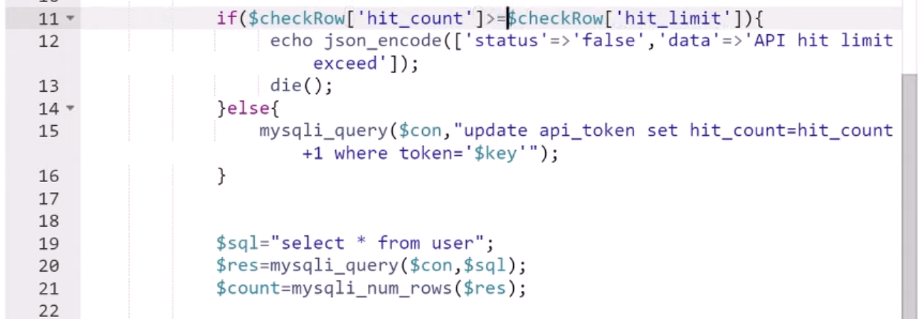 11 if($checkRow['hit_count']>=$checkRow['hit_limit']){
12 echo json_encode(['status'=>'false','data'=>'API hit limit
exceed']);
13 die();
14 }else{
15 mysqli_query($con,"update api_token set hit_count=hit_count
+1 where token='$key'");
16 }
17
18
19 $sql="select * from user";
20 $res=mysqli_query($con,$sql);
21 $count=mysqli_num_rows($res);
22